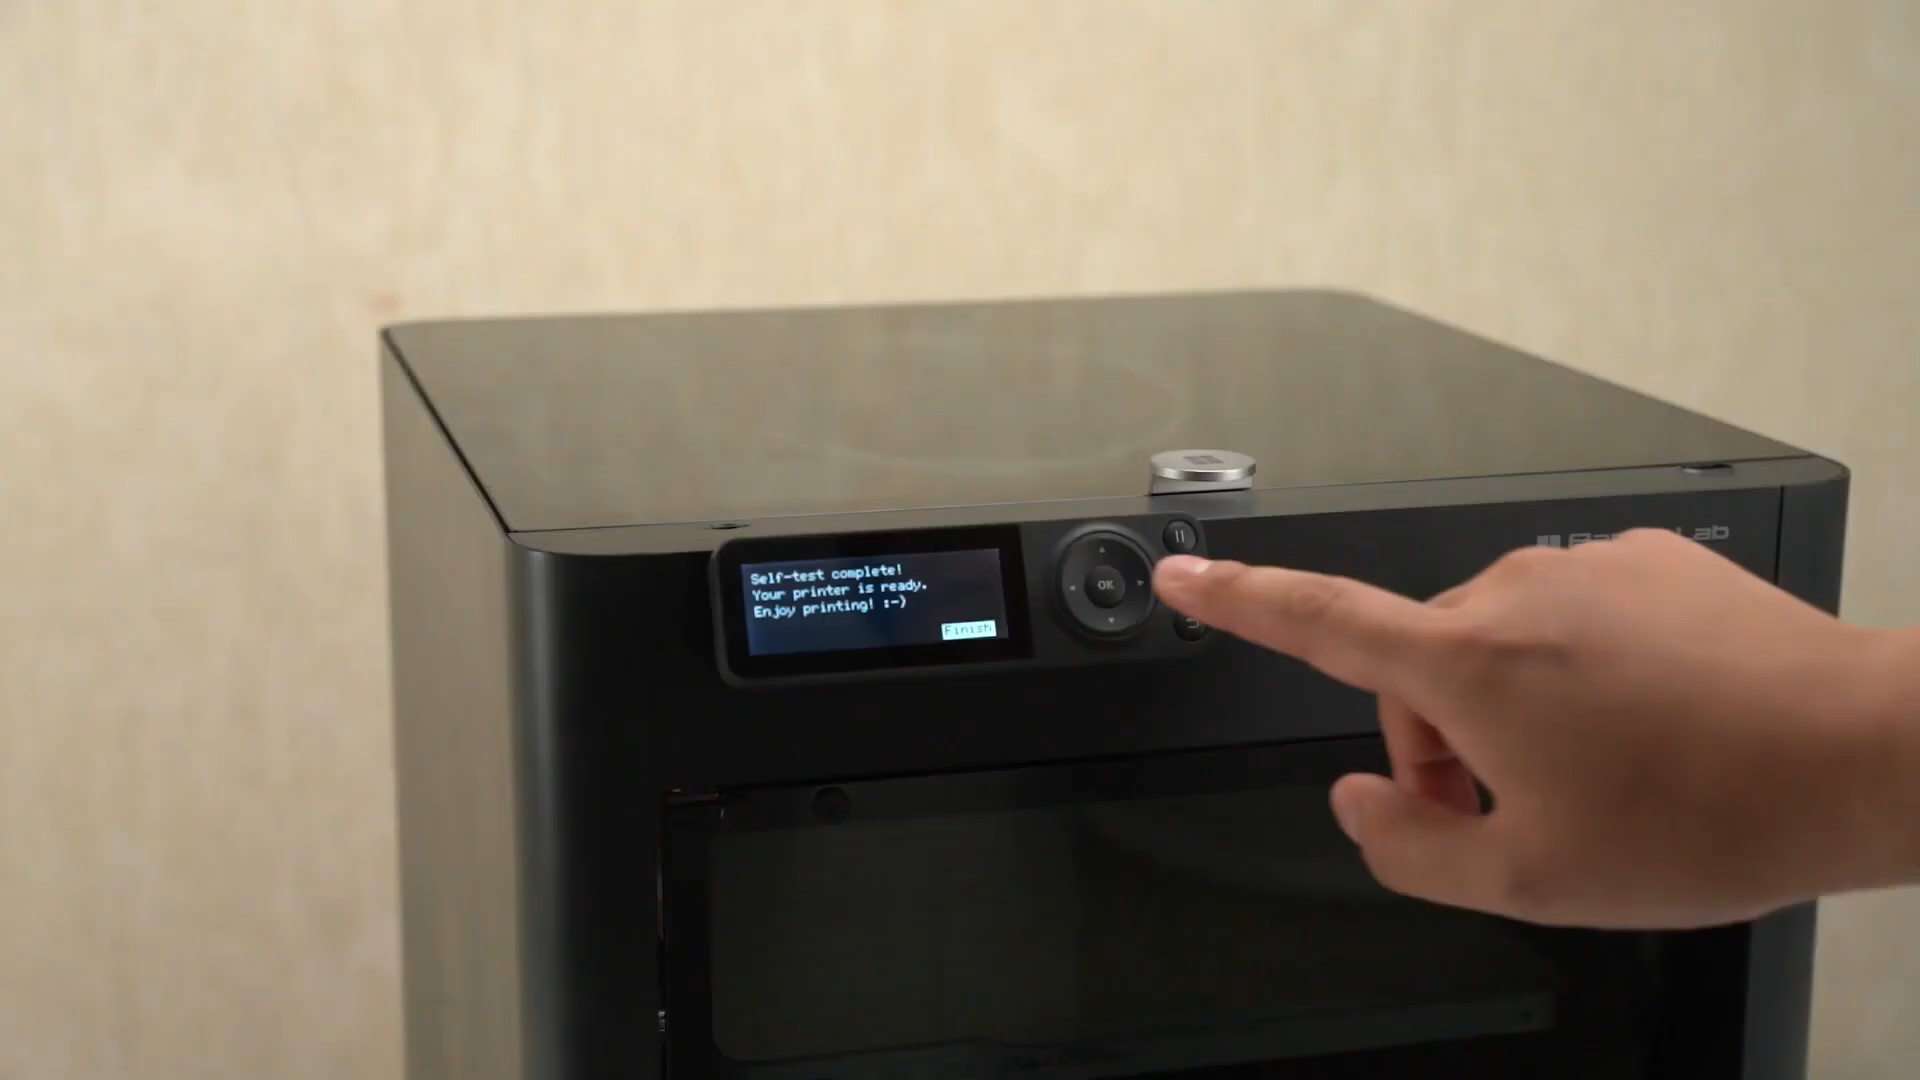 Self-test complete!
Your printer is ready.
Enjoy printing! :-)
Finish
OK